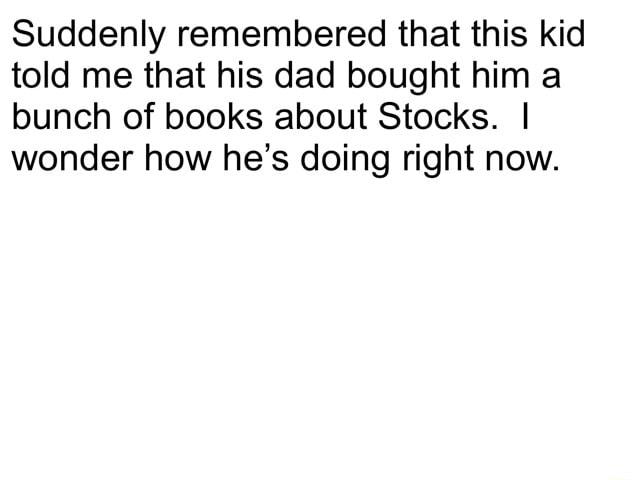 Suddenly remembered that this kid
told me that his dad bought him a
bunch of books about Stocks.  I
wonder how he’s doing right now.